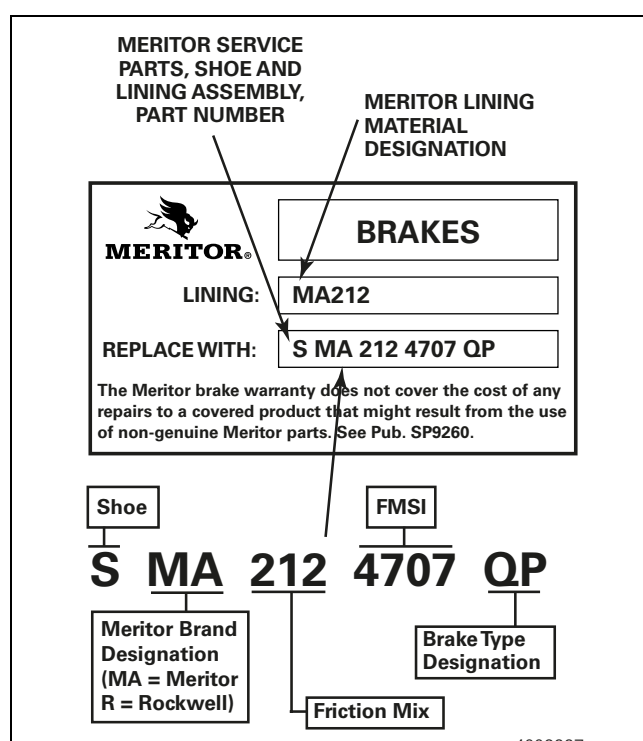 MERITOR SERVICE
PARTS, SHOE AND
LINING ASSEMBLY,
PART NUMBER
MERITOR LINING
MATERIAL
DESIGNATION
MERITOR®
BRAKES
LINING:
MA212
REPLACE WITH:
S MA 212 4707 QP
The Meritor brake warranty does not cover the cost of any
repairs to a covered product that might result from the use
of non-genuine Meritor parts. See Pub. SP9260.
Shoe
FMSI
S MA 212 4707 QP
Meritor Brand
Designation
(MA = Meritor
R = Rockwell)
Brake Type
Designation
Friction Mix